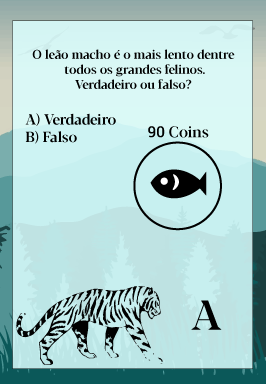 O leão macho é o mais lento dentre
todos os grandes felinos.
Verdadeiro ou falso?
A) Verdadeiro
B) Falso
90 Coins
A